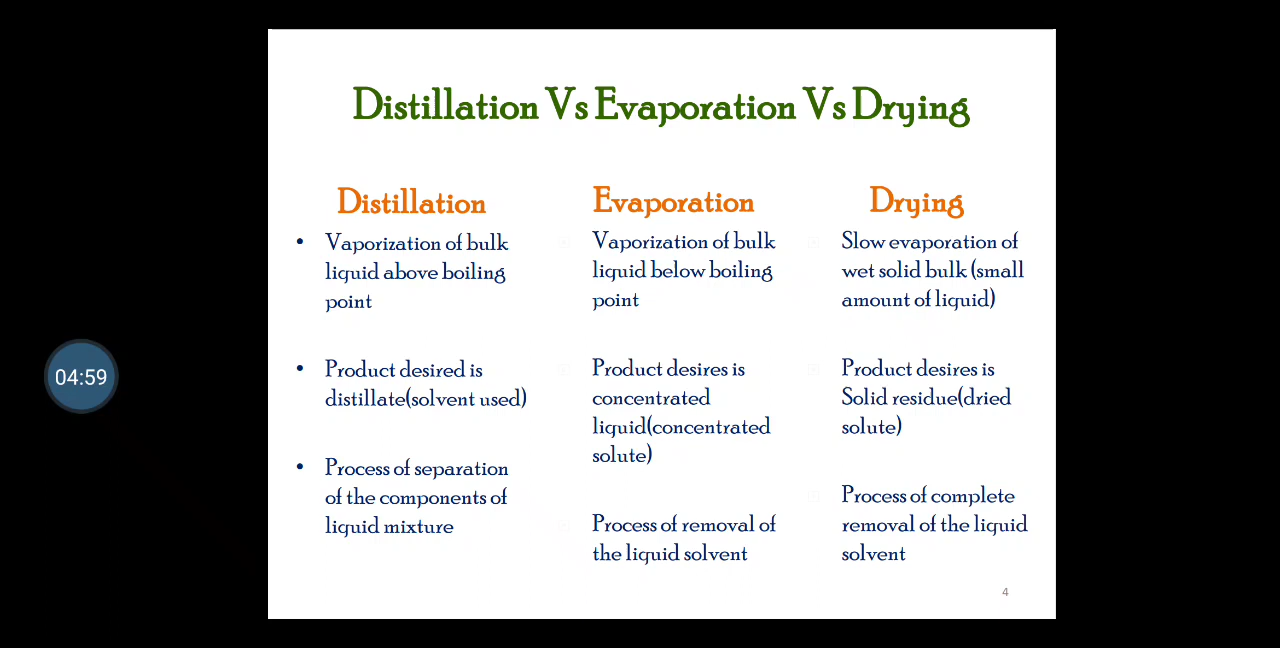 Distillation Vs Evaporation Vs Drying
Distillation
• Vaporization of bulk
liquid above boiling
point
• Product desired is
distillate(solvent used)
• Process of separation
of the components of
liquid mixture
Evaporation
Vaporization of bulk
liquid below boiling
point
Product desires is
concentrated
liquid(concentrated
solute)
Process of removal of
the liquid solvent
Drying
Slow evaporation of
wet solid bulk (small
amount of liquid)
Product desires is
Solid residue(dried
solute)
Process of complete
removal of the liquid
solvent
4
04:59